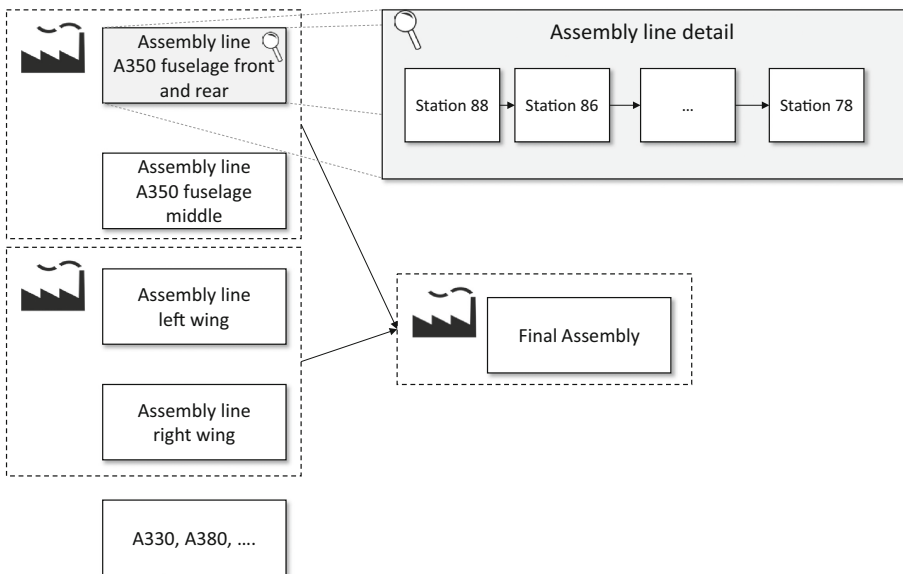 Assembly line
A350 fuselage front
and rear
Assembly line
A350 fuselage
middle
Assembly line
left wing
Assembly line
right wing
A330, A380, ....
Assembly line detail
Station 88
Station 86
...
Station 78
Final Assembly